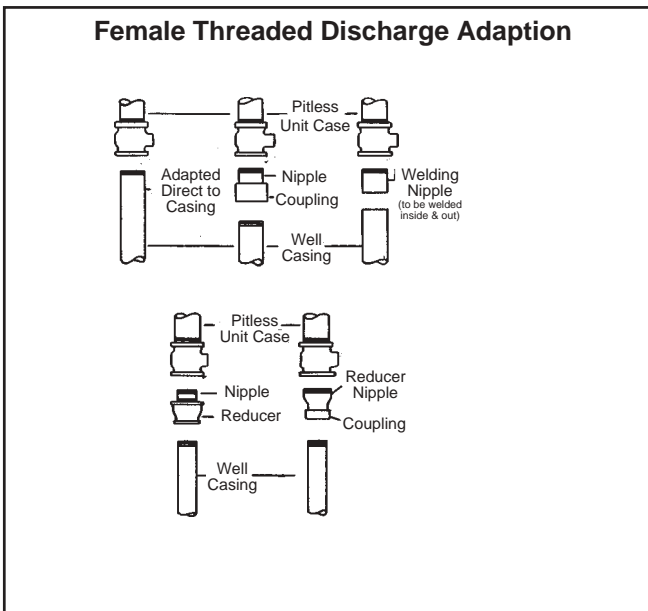 Female Threaded Discharge Adaption
Pitless
Unit Case
Adapted
Direct to
Casing
Nipple
Coupling
Welding
Nipple
(to be welded
inside & out)
Well
Casing
Pitless
Unit Case
Nipple
Reducer
Reducer
Nipple
Coupling
Well
Casing